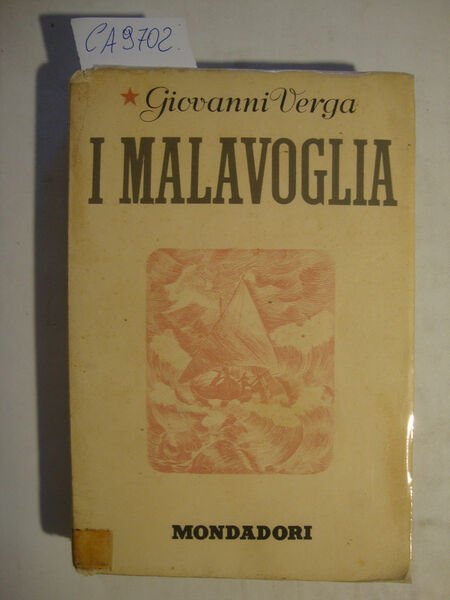 CA9702.
Giovanni Verga
I MALAVOGLIA
MONDADORI